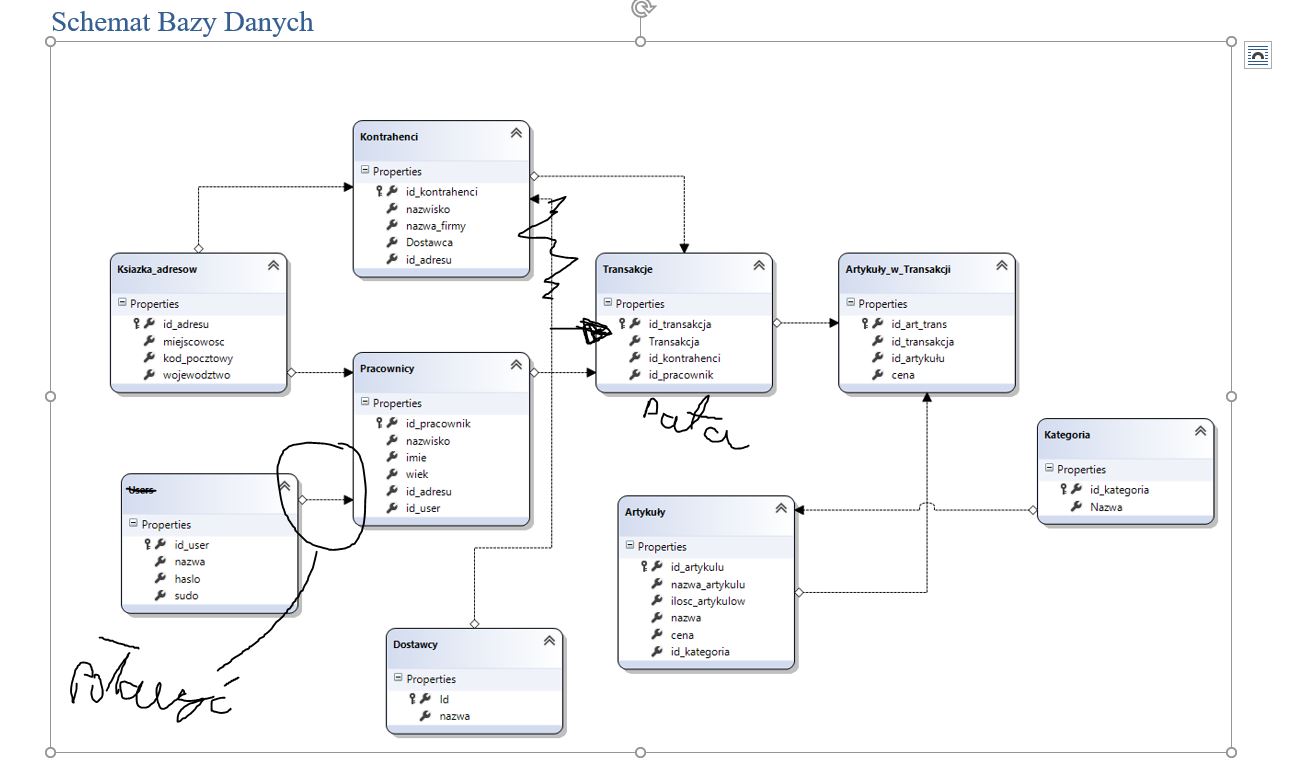 Schemat Bazy Danych
Kontrahenci
Properties
id_kontrahenci
nazwisko
nazwa_firmy
Dostawca
id_adresu
Ksiazka_adresow
Properties
id_adresu
miejscowosc
kod_pocztowy
wojewodztwo
Transakcje
Properties
id_transakcja
Transakcja
id_kontrahenci
id_pracownik
Data
Artykuły_w_Transakcji
Properties
id_art_trans
id_transakcja
id_artykułu
cena
Pracownicy
Properties
id_pracownik
nazwisko
imie
wiek
id_adresu
id_user
Users
Properties
id_user
nazwa
haslo
sudo
Kategoria
Properties
id_kategoria
Nazwa
Artykuły
Properties
id_artykulu
nazwa_artykulu
ilosc_artykulow
nazwa
cena
id_kategoria
Dostawcy
Properties
Id
nazwa